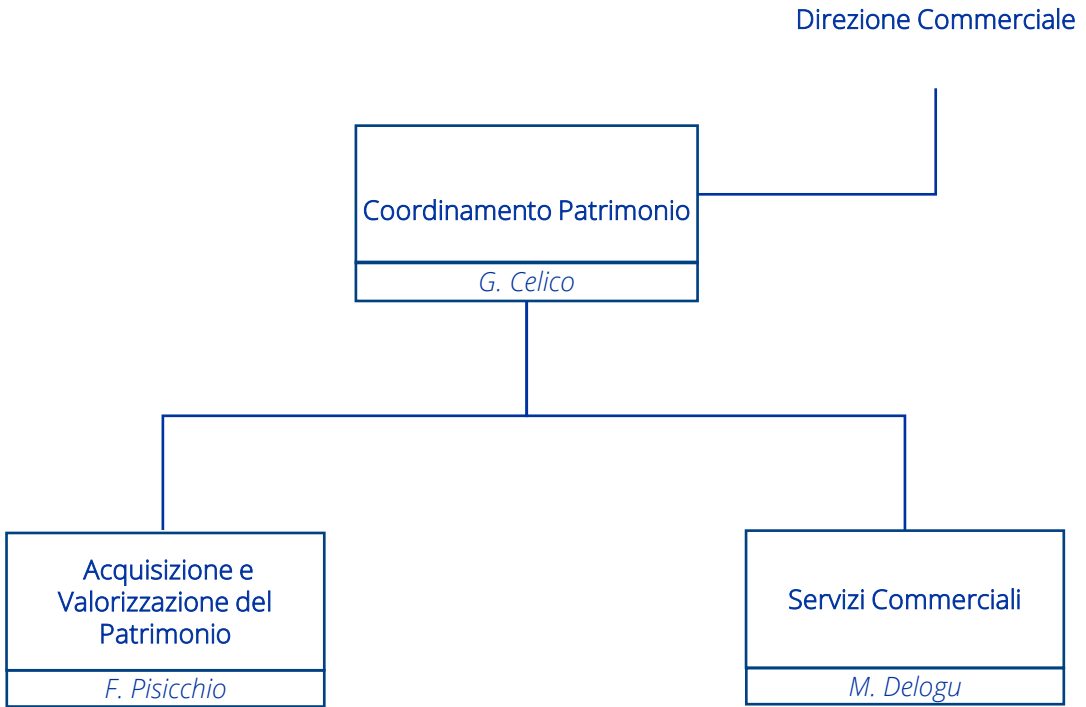 Direzione Commerciale
Coordinamento Patrimonio
G. Celico
Acquisizione e
Valorizzazione del
Patrimonio
F. Pisicchio
Servizi Commerciali
M. Delogu